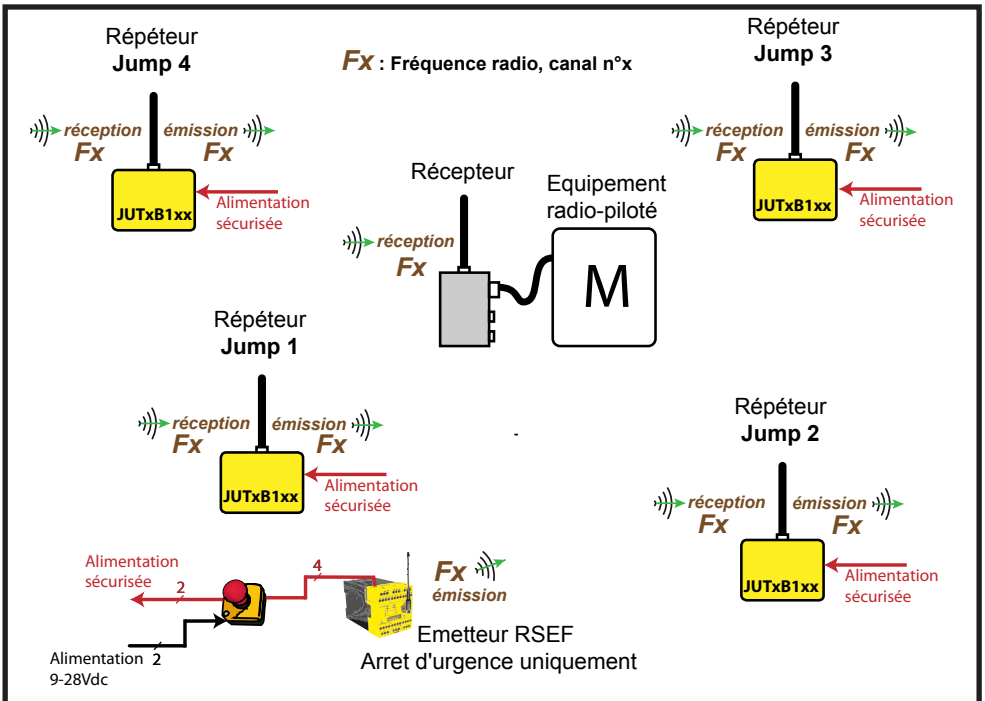 Répéteur
Jump 4
Fx : Fréquence radio, canal n°x
Répéteur
Jump 3
réception
Fx
émission
Fx
JUTxB1xx
Alimentation
sécurisée
réception
Fx
émission
Fx
JUTxB1xx
Alimentation
sécurisée
Récepteur
réception
Fx
Equipement
radio-piloté
M
Répéteur
Jump 1
réception
Fx
émission
Fx
JUTxB1xx
Alimentation
sécurisée
Répéteur
Jump 2
réception
Fx
émission
Fx
JUTxB1xx
Alimentation
sécurisée
Alimentation
sécurisée
2
4
Fx
émission
Alimentation 2
9-28Vdc
Emetteur RSEF
Arret d'urgence uniquement